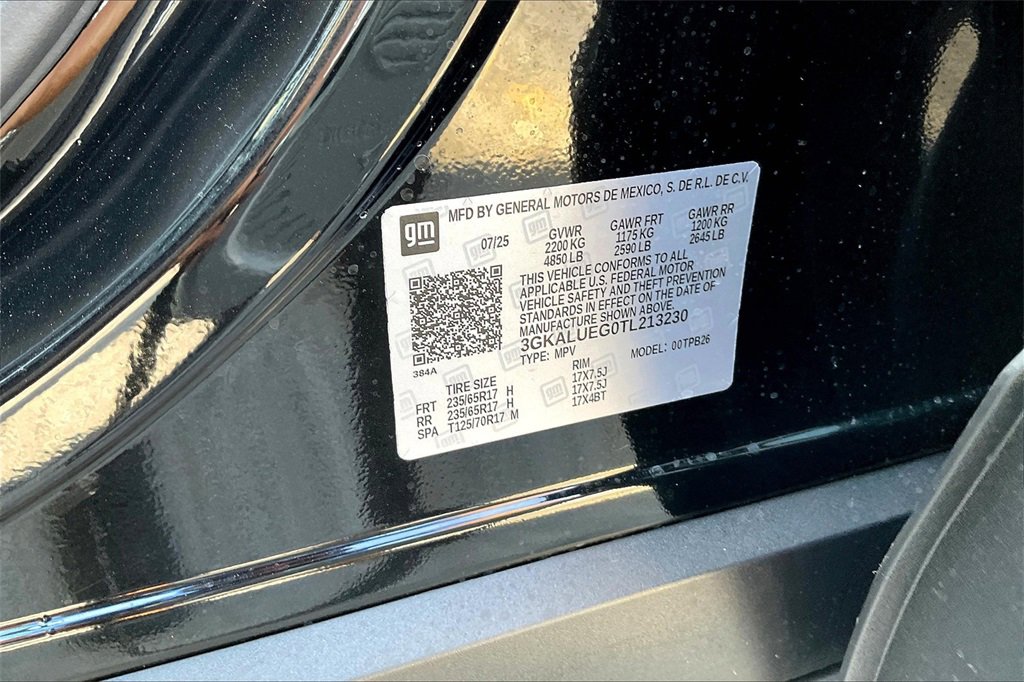 gm MFD BY GENERAL MOTORS DE MEXICO, S. DE R.L. DE C.V.
07/25 GVWR GAWR FRT GAWR RR
2200 KG 1175 KG 1200 KG
4850 LB 2590 LB 2645 LB
THIS VEHICLE CONFORMS TO ALL
APPLICABLE U.S. FEDERAL MOTOR
VEHICLE SAFETY AND THEFT PREVENTION
STANDARDS IN EFFECT ON THE DATE OF
MANUFACTURE SHOWN ABOVE.
3GKALUEG0TL213230
TYPE: MPV MODEL: 00TPB26
384A
TIRE SIZE RIM
FRT 235/65R17 H 17X7.5J
RR 235/65R17 H 17X7.5J
SPA T125/70R17 M 17X4BT